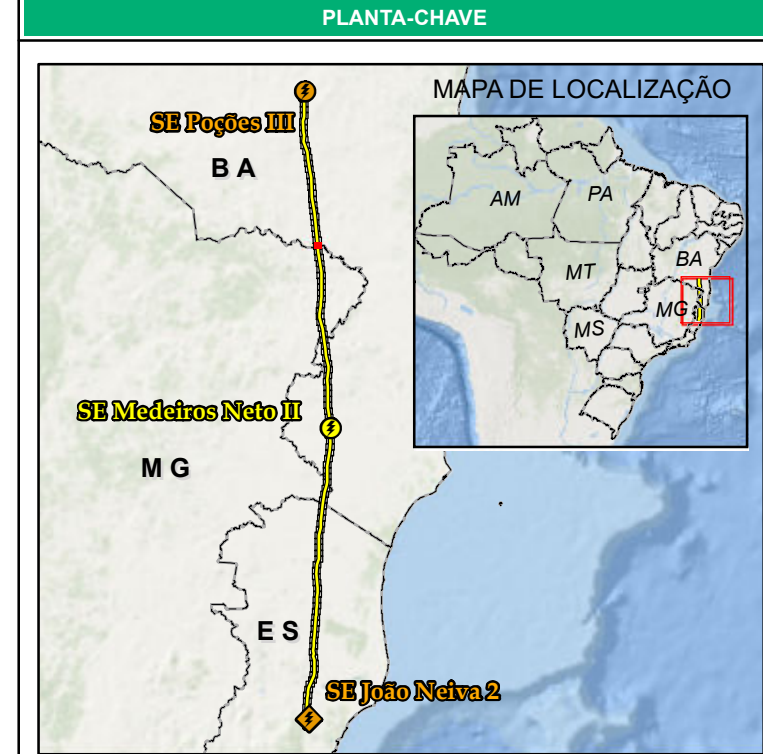 PLANTA-CHAVE
MAPA DE LOCALIZAÇÃO
SE Poções III
B A
AM
PA
BA
MT
MG
MS
SE Medeiros Neto II
M G
E S
SE João Neiva 2